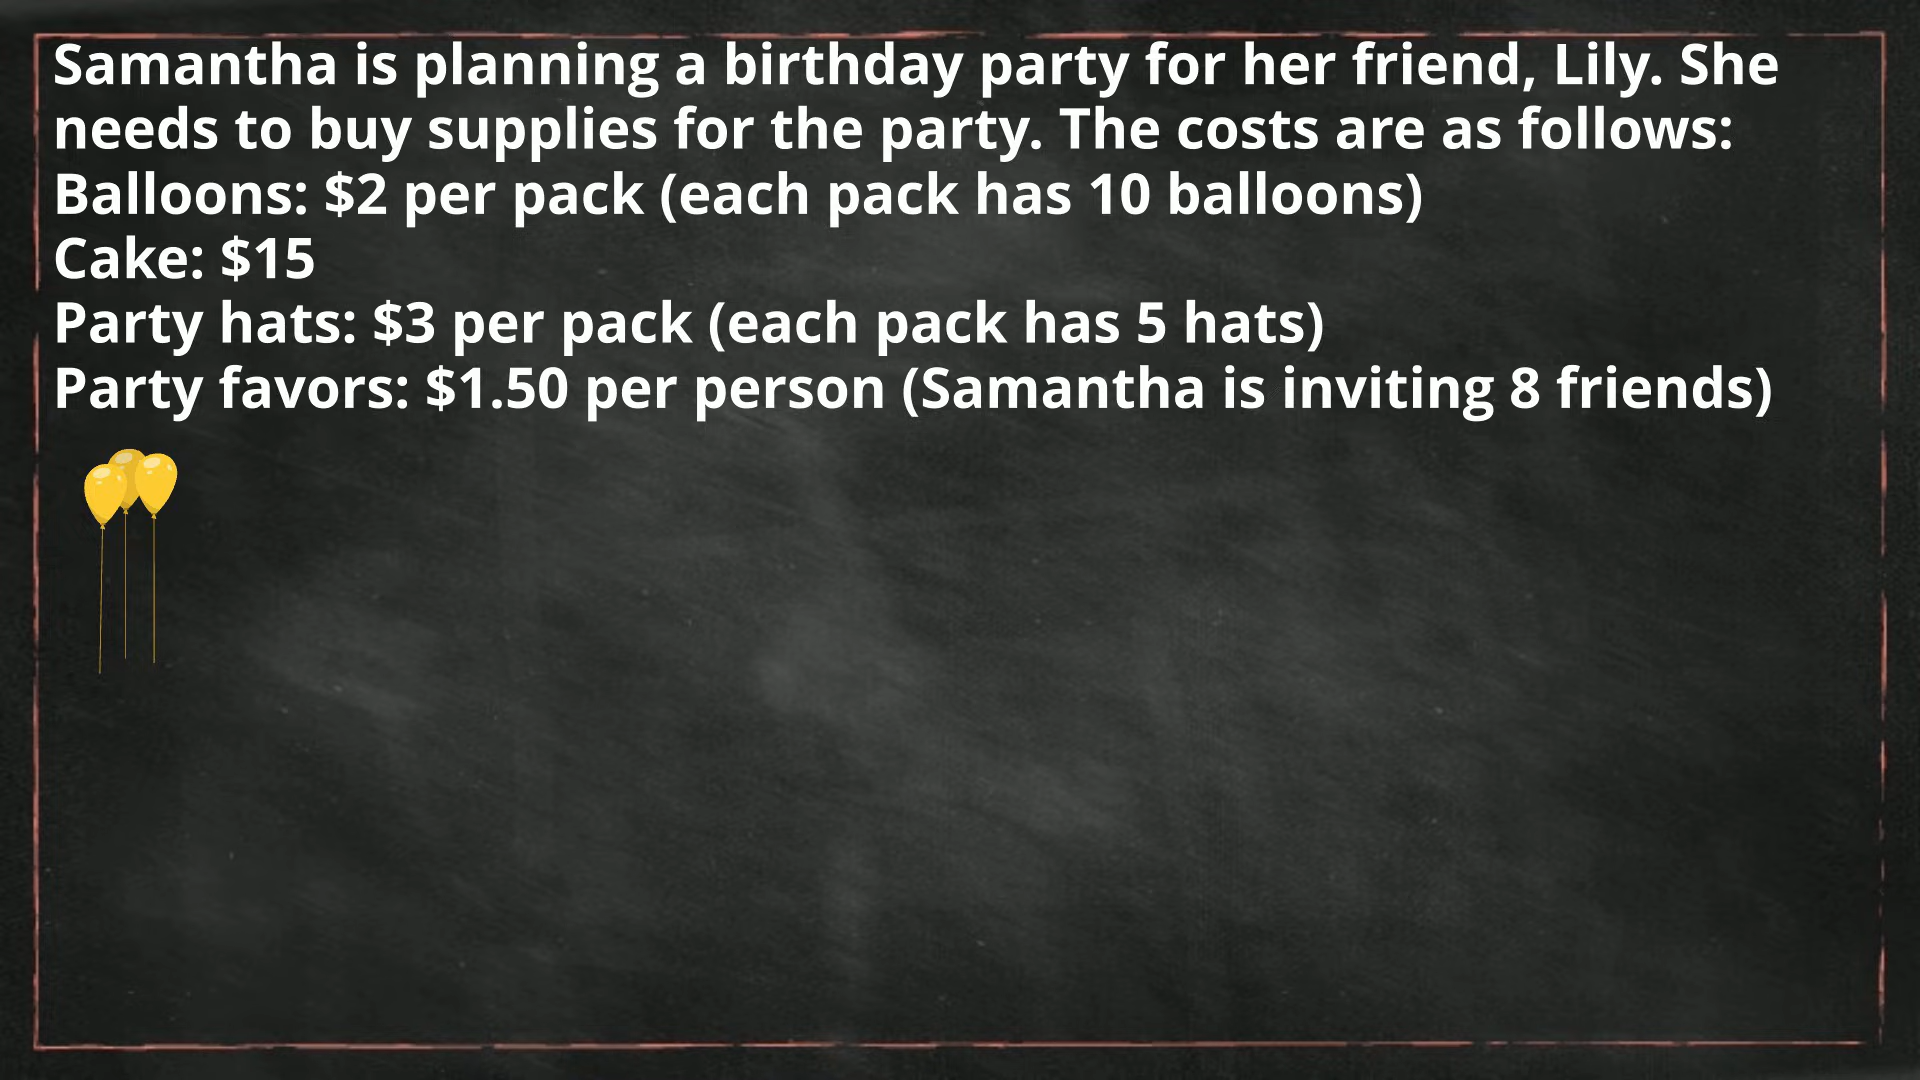 Samantha is planning a birthday party for her friend, Lily. She
needs to buy supplies for the party. The costs are as follows:
Balloons: $2 per pack (each pack has 10 balloons)
Cake: $15
Party hats: $3 per pack (each pack has 5 hats)
Party favors: $1.50 per person (Samantha is inviting 8 friends)